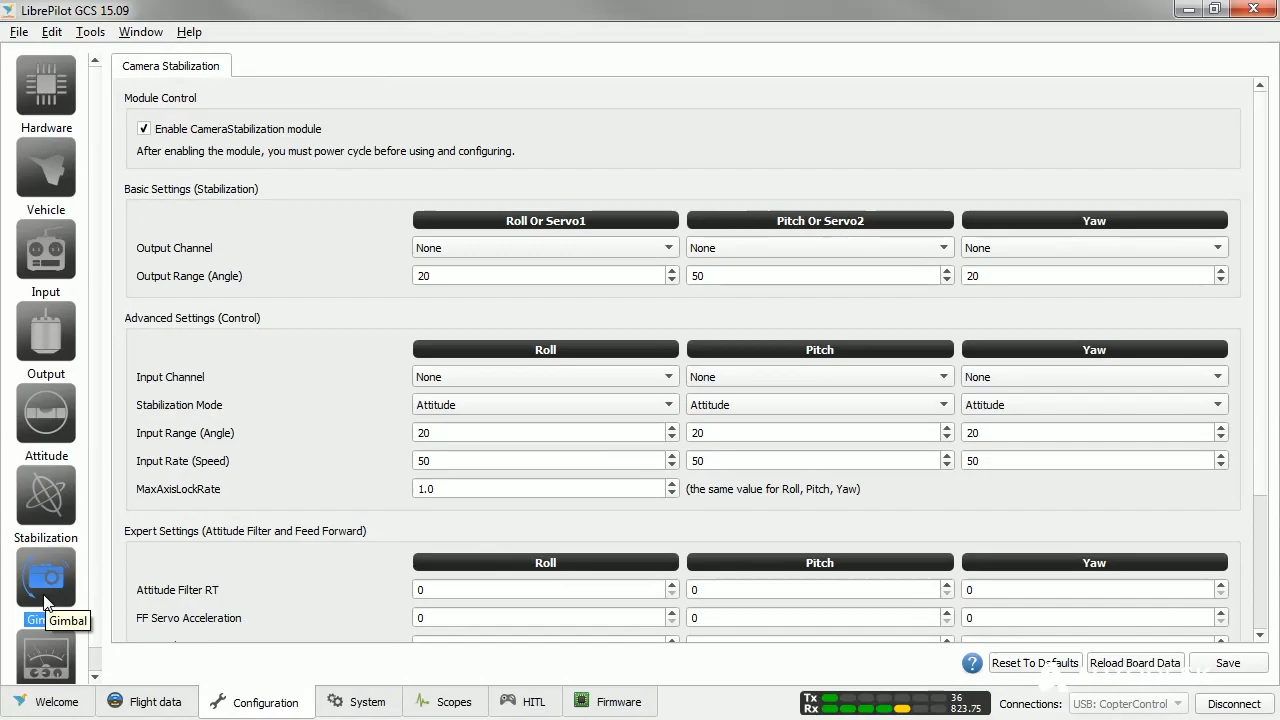 LibrePilot GCS 15.09
File Edit Tools Window Help
Hardware
Vehicle
Input
Output
Attitude
Stabilization
Gimbal
Camera Stabilization
Module Control
Enable CameraStabilization module
After enabling the module, you must power cycle before using and configuring.
Basic Settings (Stabilization)
Roll Or Servo1 Pitch Or Servo2 Yaw
Output Channel None None None
Output Range (Angle) 20 50 20
Advanced Settings (Control)
Roll Pitch Yaw
Input Channel None None None
Stabilization Mode Attitude Attitude Attitude
Input Range (Angle) 20 20 20
Input Rate (Speed) 50 50 50
MaxAxisLockRate 1.0 (the same value for Roll, Pitch, Yaw)
Expert Settings (Attitude Filter and Feed Forward)
Roll Pitch Yaw
Attitude Filter RT 0 0 0
FF Servo Acceleration 0 0 0
? Reset To Defaults Reload Board Data Save
Welcome Configuration System Scopes HITL Firmware
Tx 36
Rx 823.75
Connections: USB: CopterControl Disconnect